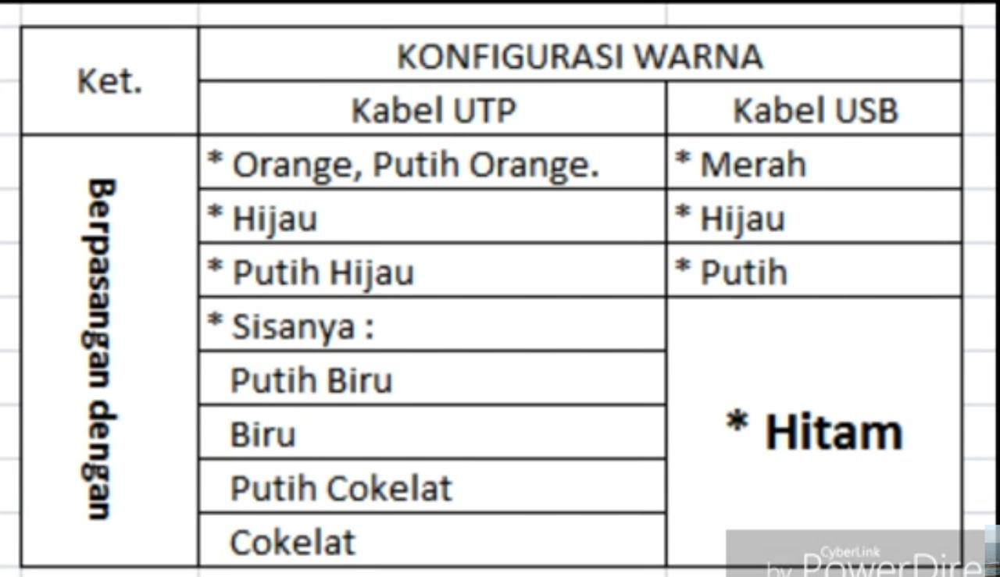 Ket.
KONFIGURASI WARNA
Kabel UTP
Kabel USB
* Orange, Putih Orange.
* Merah
* Hijau
* Hijau
* Putih Hijau
* Putih
* Sisanya :
Putih Biru
Biru
Putih Cokelat
Cokelat
* Hitam
Berpasangan dengan
CyberLink
by PowerDire